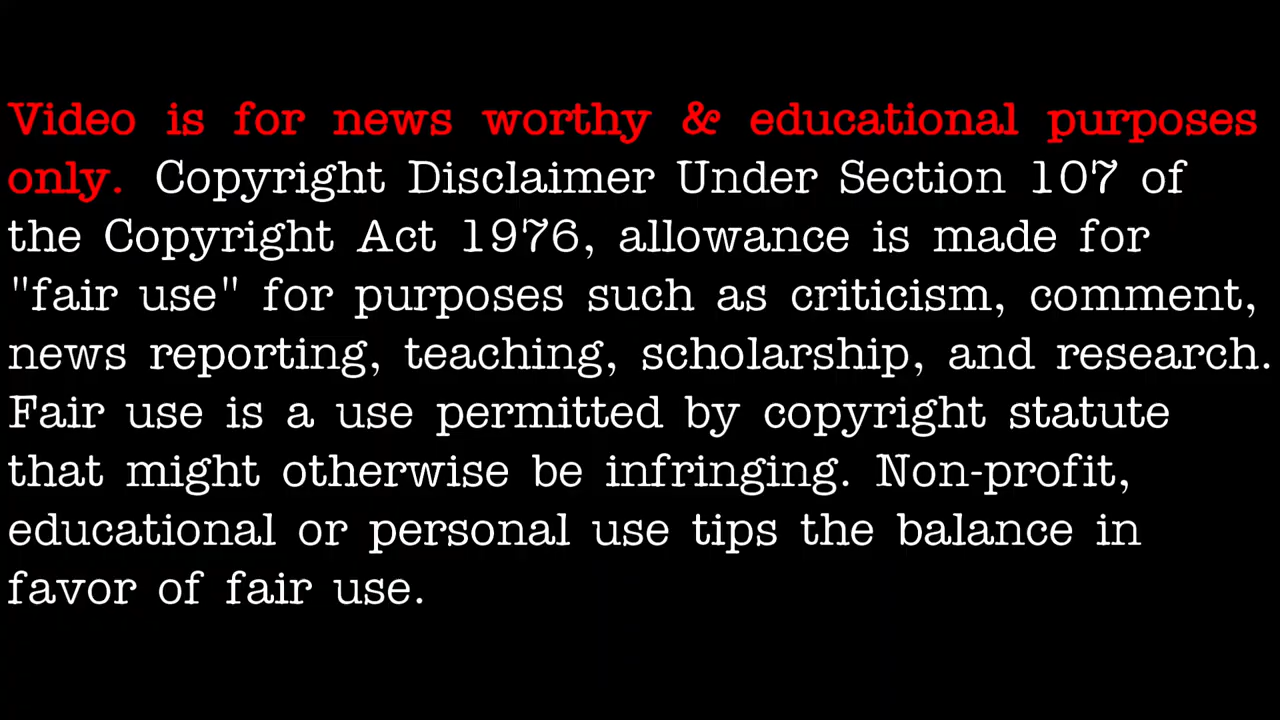 Video is for news worthy & educational purposes
only. Copyright Disclaimer Under Section 107 of
the Copyright Act 1976, allowance is made for
"fair use" for purposes such as criticism, comment,
news reporting, teaching, scholarship, and research.
Fair use is a use permitted by copyright statute
that might otherwise be infringing. Non-profit,
educational or personal use tips the balance in
favor of fair use.